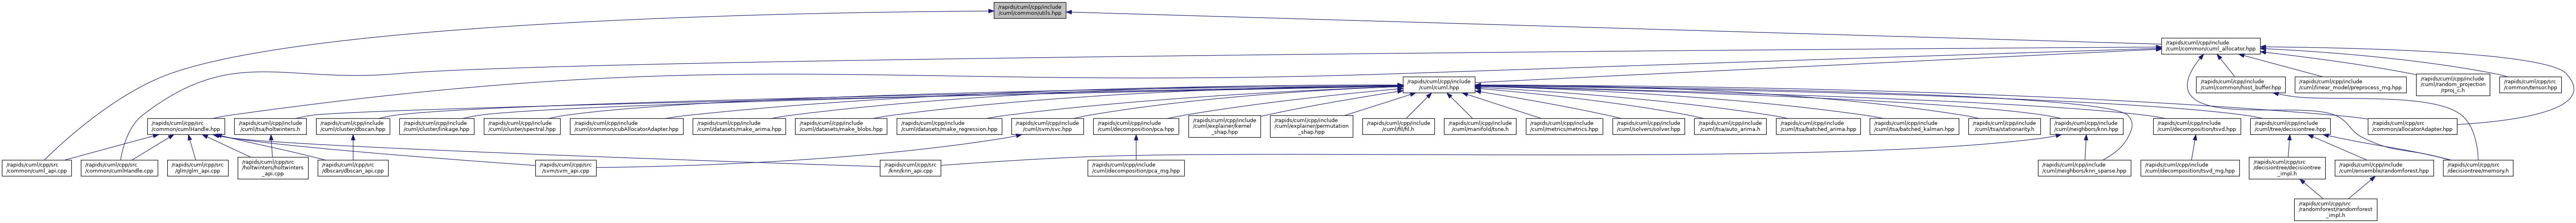 /rapids/cuml/cpp/include
/cuml/common/utils.hpp
/rapids/cuml/cpp/include
/cuml/common/cuml_allocator.hpp
/rapids/cuml/cpp/include
/cuml/cuml.hpp
/rapids/cuml/cpp/include
/cuml/common/host_buffer.hpp
/rapids/cuml/cpp/include
/cuml/linear_model/preprocess_mg.hpp
/rapids/cuml/cpp/include
/cuml/random_projection
/rproj_c.h
/rapids/cuml/cpp/src
/common/tensor.hpp
/rapids/cuml/cpp/src
/common/cumlHandle.hpp
/rapids/cuml/cpp/include
/cuml/tsa/holtwinters.h
/rapids/cuml/cpp/include
/cuml/cluster/dbscan.hpp
/rapids/cuml/cpp/include
/cuml/cluster/linkage.hpp
/rapids/cuml/cpp/include
/cuml/cluster/spectral.hpp
/rapids/cuml/cpp/include
/cuml/common/cubAllocatorAdapter.hpp
/rapids/cuml/cpp/include
/cuml/datasets/make_arima.hpp
/rapids/cuml/cpp/include
/cuml/datasets/make_blobs.hpp
/rapids/cuml/cpp/include
/cuml/datasets/make_regression.hpp
/rapids/cuml/cpp/include
/cuml/svm/svc.hpp
/rapids/cuml/cpp/include
/cuml/decomposition/pca.hpp
/rapids/cuml/cpp/include
/cuml/explainer/kernel
_shap.hpp
/rapids/cuml/cpp/include
/cuml/explainer/permutation
_shap.hpp
/rapids/cuml/cpp/include
/cuml/fil/fil.h
/rapids/cuml/cpp/include
/cuml/manifold/tsne.h
/rapids/cuml/cpp/include
/cuml/metrics/metrics.hpp
/rapids/cuml/cpp/include
/cuml/solvers/solver.hpp
/rapids/cuml/cpp/include
/cuml/tsa/auto_arima.h
/rapids/cuml/cpp/include
/cuml/tsa/batched_arima.hpp
/rapids/cuml/cpp/include
/cuml/tsa/batched_kalman.hpp
/rapids/cuml/cpp/include
/cuml/tsa/stationarity.h
/rapids/cuml/cpp/include
/cuml/neighbors/knn.hpp
/rapids/cuml/cpp/include
/cuml/decomposition/tsvd.hpp
/rapids/cuml/cpp/include
/cuml/tree/decisiontree.hpp
/rapids/cuml/cpp/src
/common/allocatorAdapter.hpp
/rapids/cuml/cpp/src
/common/cuml_api.cpp
/rapids/cuml/cpp/src
/common/cumlHandle.cpp
/rapids/cuml/cpp/src
/glm/glm_api.cpp
/rapids/cuml/cpp/src
/holtwinters/holtwinters
_api.cpp
/rapids/cuml/cpp/src
/dbscan/dbscan_api.cpp
/rapids/cuml/cpp/src
/svm/svm_api.cpp
/rapids/cuml/cpp/src
/knn/knn_api.cpp
/rapids/cuml/cpp/include
/cuml/decomposition/pca_mg.hpp
/rapids/cuml/cpp/include
/cuml/neighbors/knn_sparse.hpp
/rapids/cuml/cpp/include
/cuml/decomposition/tsvd_mg.hpp
/rapids/cuml/cpp/src
/decisiontree/decisiontree
_impl.h
/rapids/cuml/cpp/include
/cuml/ensemble/randomforest.hpp
/rapids/cuml/cpp/src
/decisiontree/memory.h
/rapids/cuml/cpp/src
/randomforest/randomforest
_impl.h